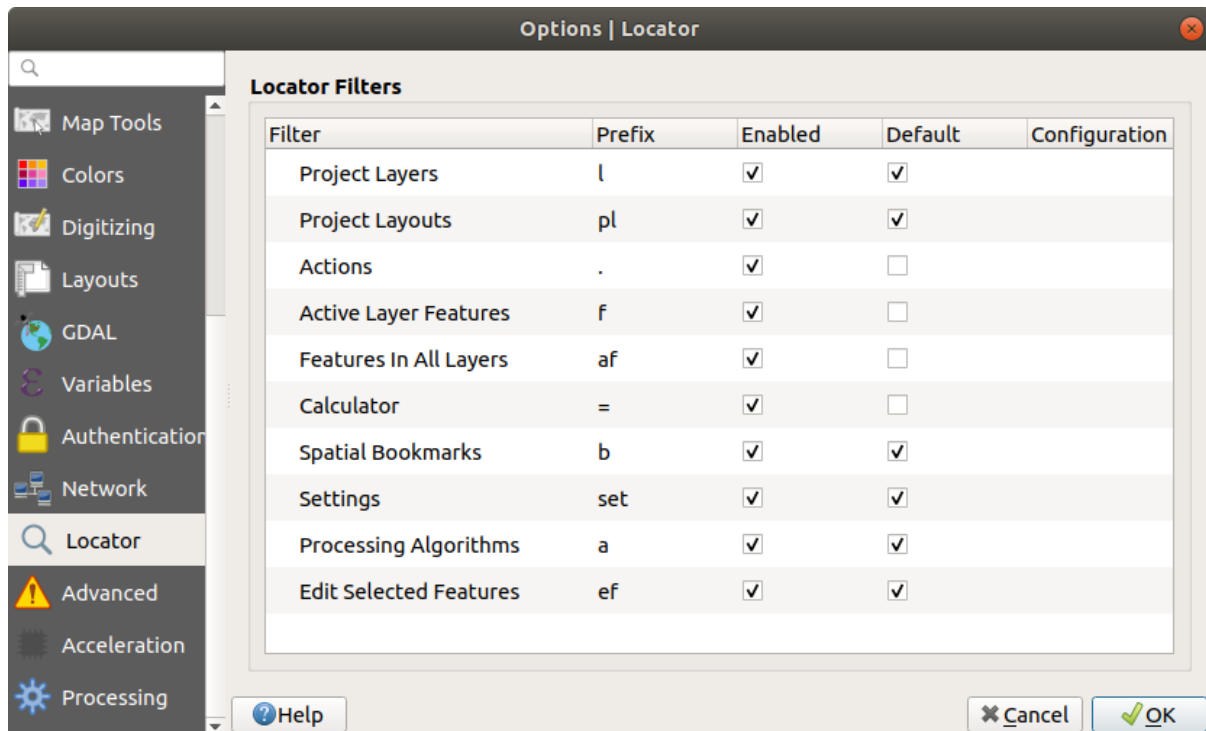 Options | Locator
Map Tools
Colors
Digitizing
Layouts
GDAL
Variables
Authentication
Network
Locator
Advanced
Acceleration
Processing
Locator Filters
Filter Prefix Enabled Default Configuration
Project Layers l
Project Layouts pl
Actions .
Active Layer Features f
Features In All Layers af
Calculator =
Spatial Bookmarks b
Settings set
Processing Algorithms a
Edit Selected Features ef
Help Cancel OK